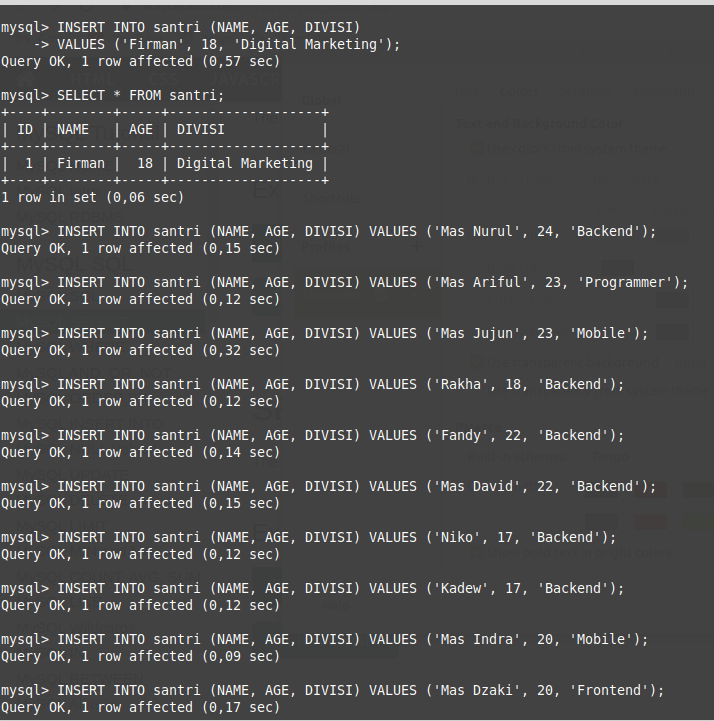 mysql> INSERT INTO santri (NAME, AGE, DIVISI)
    -> VALUES ('Firman', 18, 'Digital Marketing');
Query OK, 1 row affected (0,57 sec)
mysql> SELECT * FROM santri;
+----+--------+-----+-------------------+
| ID | NAME   | AGE | DIVISI            |
+----+--------+-----+-------------------+
|  1 | Firman |  18 | Digital Marketing |
+----+--------+-----+-------------------+
1 row in set (0,06 sec)
mysql> INSERT INTO santri (NAME, AGE, DIVISI) VALUES ('Mas Nurul', 24, 'Backend');
Query OK, 1 row affected (0,15 sec)
mysql> INSERT INTO santri (NAME, AGE, DIVISI) VALUES ('Mas Ariful', 23, 'Programmer');
Query OK, 1 row affected (0,12 sec)
mysql> INSERT INTO santri (NAME, AGE, DIVISI) VALUES ('Mas Jujun', 23, 'Mobile');
Query OK, 1 row affected (0,32 sec)
mysql> INSERT INTO santri (NAME, AGE, DIVISI) VALUES ('Rakha', 18, 'Backend');
Query OK, 1 row affected (0,12 sec)
mysql> INSERT INTO santri (NAME, AGE, DIVISI) VALUES ('Fandy', 22, 'Backend');
Query OK, 1 row affected (0,14 sec)
mysql> INSERT INTO santri (NAME, AGE, DIVISI) VALUES ('Mas David', 22, 'Backend');
Query OK, 1 row affected (0,15 sec)
mysql> INSERT INTO santri (NAME, AGE, DIVISI) VALUES ('Niko', 17, 'Backend');
Query OK, 1 row affected (0,12 sec)
mysql> INSERT INTO santri (NAME, AGE, DIVISI) VALUES ('Kadew', 17, 'Backend');
Query OK, 1 row affected (0,12 sec)
mysql> INSERT INTO santri (NAME, AGE, DIVISI) VALUES ('Mas Indra', 20, 'Mobile');
Query OK, 1 row affected (0,09 sec)
mysql> INSERT INTO santri (NAME, AGE, DIVISI) VALUES ('Mas Dzaki', 20, 'Frontend');
Query OK, 1 row affected (0,17 sec)